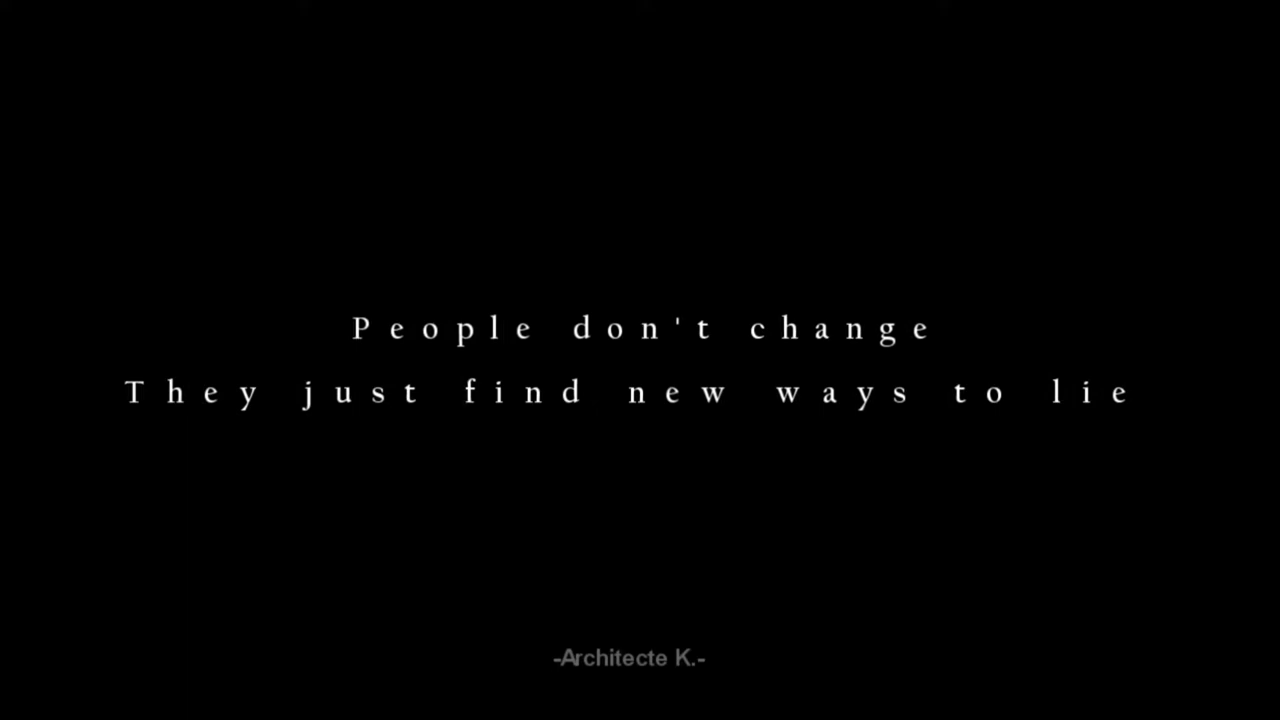 People don't change
They just find new ways to lie
-Architecte K.-